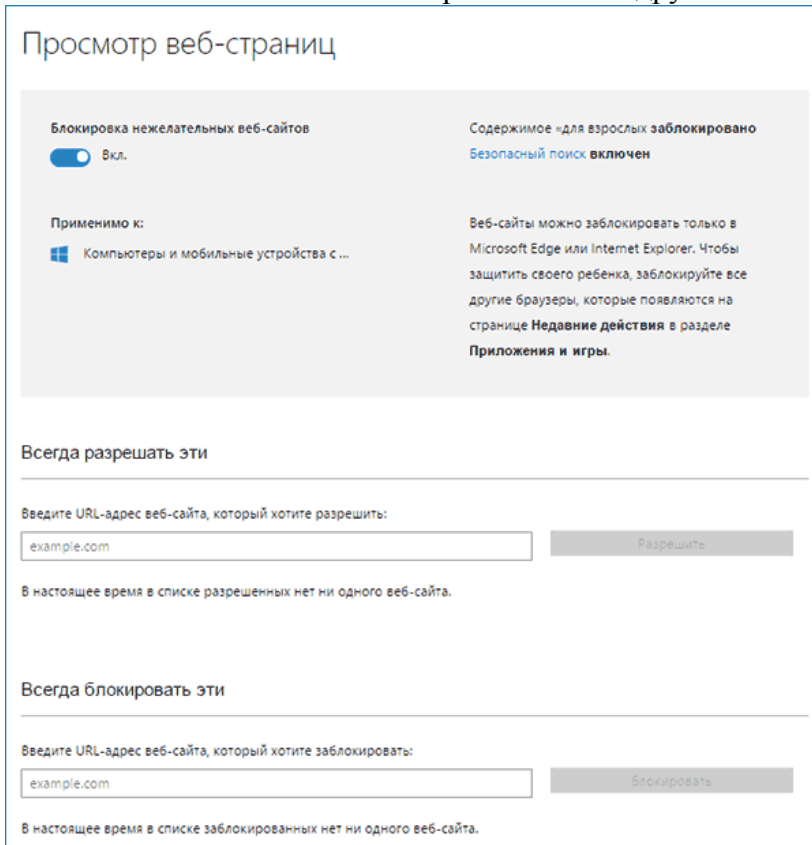 Просмотр веб-страниц
Блокировка нежелательных веб-сайтов
Вкл.
Содержимое «для взрослых заблокировано
Безопасный поиск включен
Применимо к:
Компьютеры и мобильные устройства с ...
Веб-сайты можно заблокировать только в
Microsoft Edge или Internet Explorer. Чтобы
защитить своего ребенка, заблокируйте все
другие браузеры, которые появляются на
странице Недавние действия в разделе
Приложения и игры.
Всегда разрешать эти
Введите URL-адрес веб-сайта, который хотите разрешить:
example.com
Разрешить
В настоящее время в списке разрешенных нет ни одного веб-сайта.
Всегда блокировать эти
Введите URL-адрес веб-сайта, который хотите заблокировать:
example.com
Блокировать
В настоящее время в списке заблокированных нет ни одного веб-сайта.